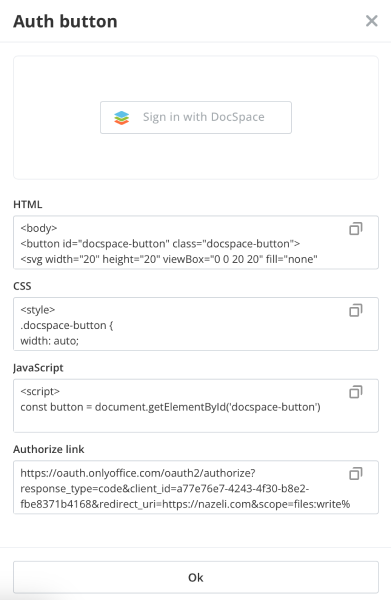 Auth button
Sign in with DocSpace
HTML
<body>
<button id="docspace-button" class="docspace-button">
<svg width="20" height="20" viewBox="0 0 20 20" fill="none"
CSS
<style>
.docspace-button {
width: auto;
JavaScript
<script>
const button = document.getElementById('docspace-button')
Authorize link
https://oauth.onlyoffice.com/oauth2/authorize?
response_type=code&client_id=a77e76e7-4243-4f30-b8e2-
fbe8371b4168&redirect_uri=https://nazeli.com&scope=files:write%
Ok